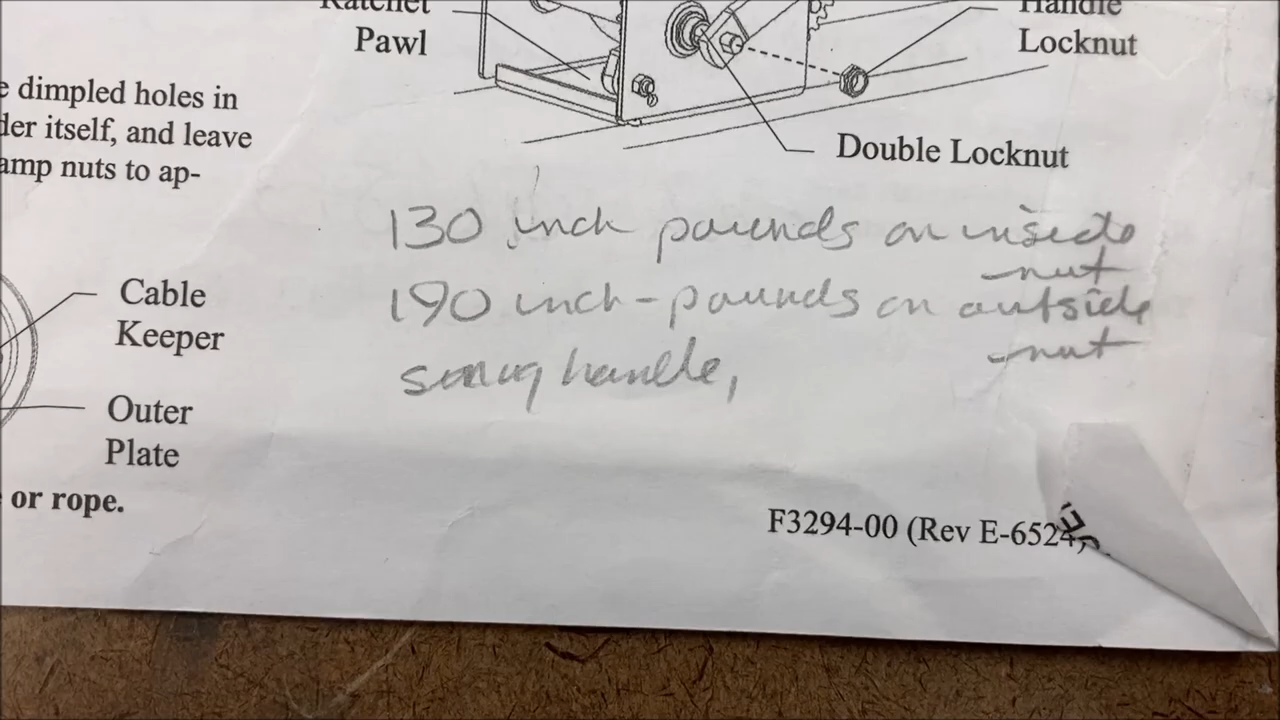 Ratchet
Pawl
Handle
Locknut
e dimpled holes in
der itself, and leave
amp nuts to ap-
Double Locknut
130 inch pounds on inside
nut
190 inch-pounds on outside
nut
snug handle,
Cable
Keeper
Outer
Plate
or rope.
F3294-00 (Rev E-6524)